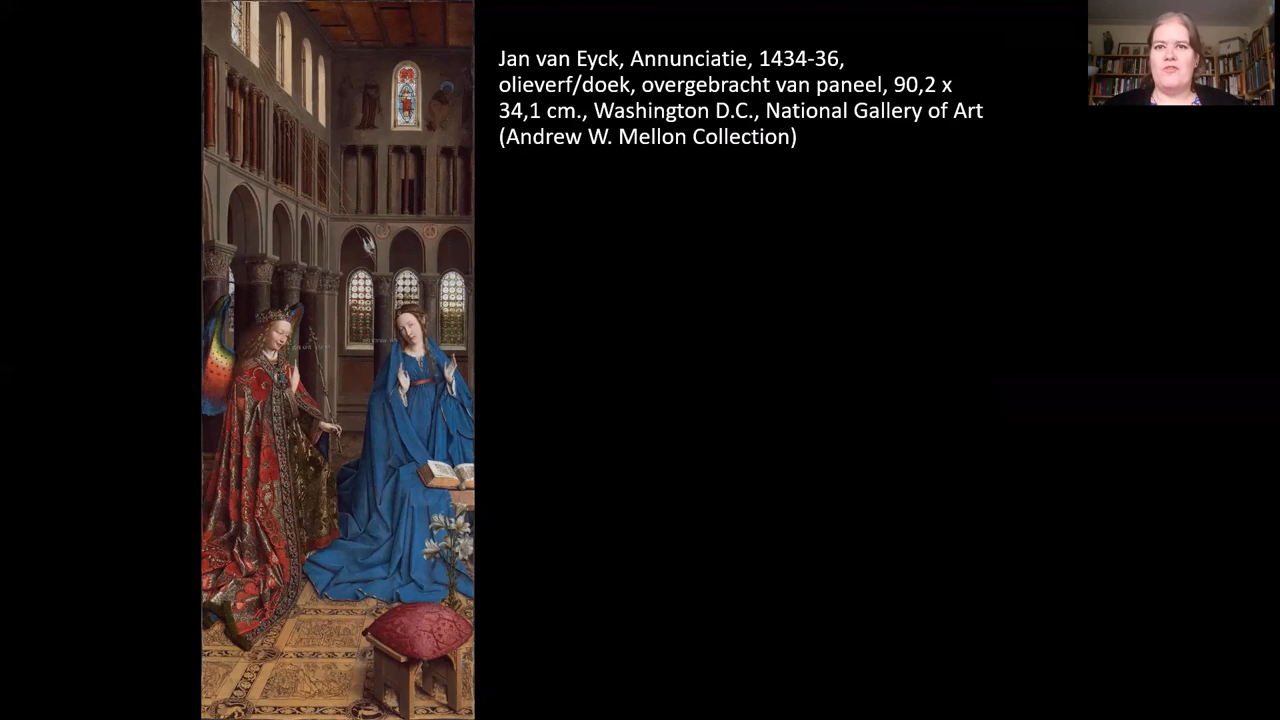 Jan van Eyck, Annunciatie, 1434-36,
olieverf/doek, overgebracht van paneel, 90,2 x
34,1 cm., Washington D.C., National Gallery of Art
(Andrew W. Mellon Collection)